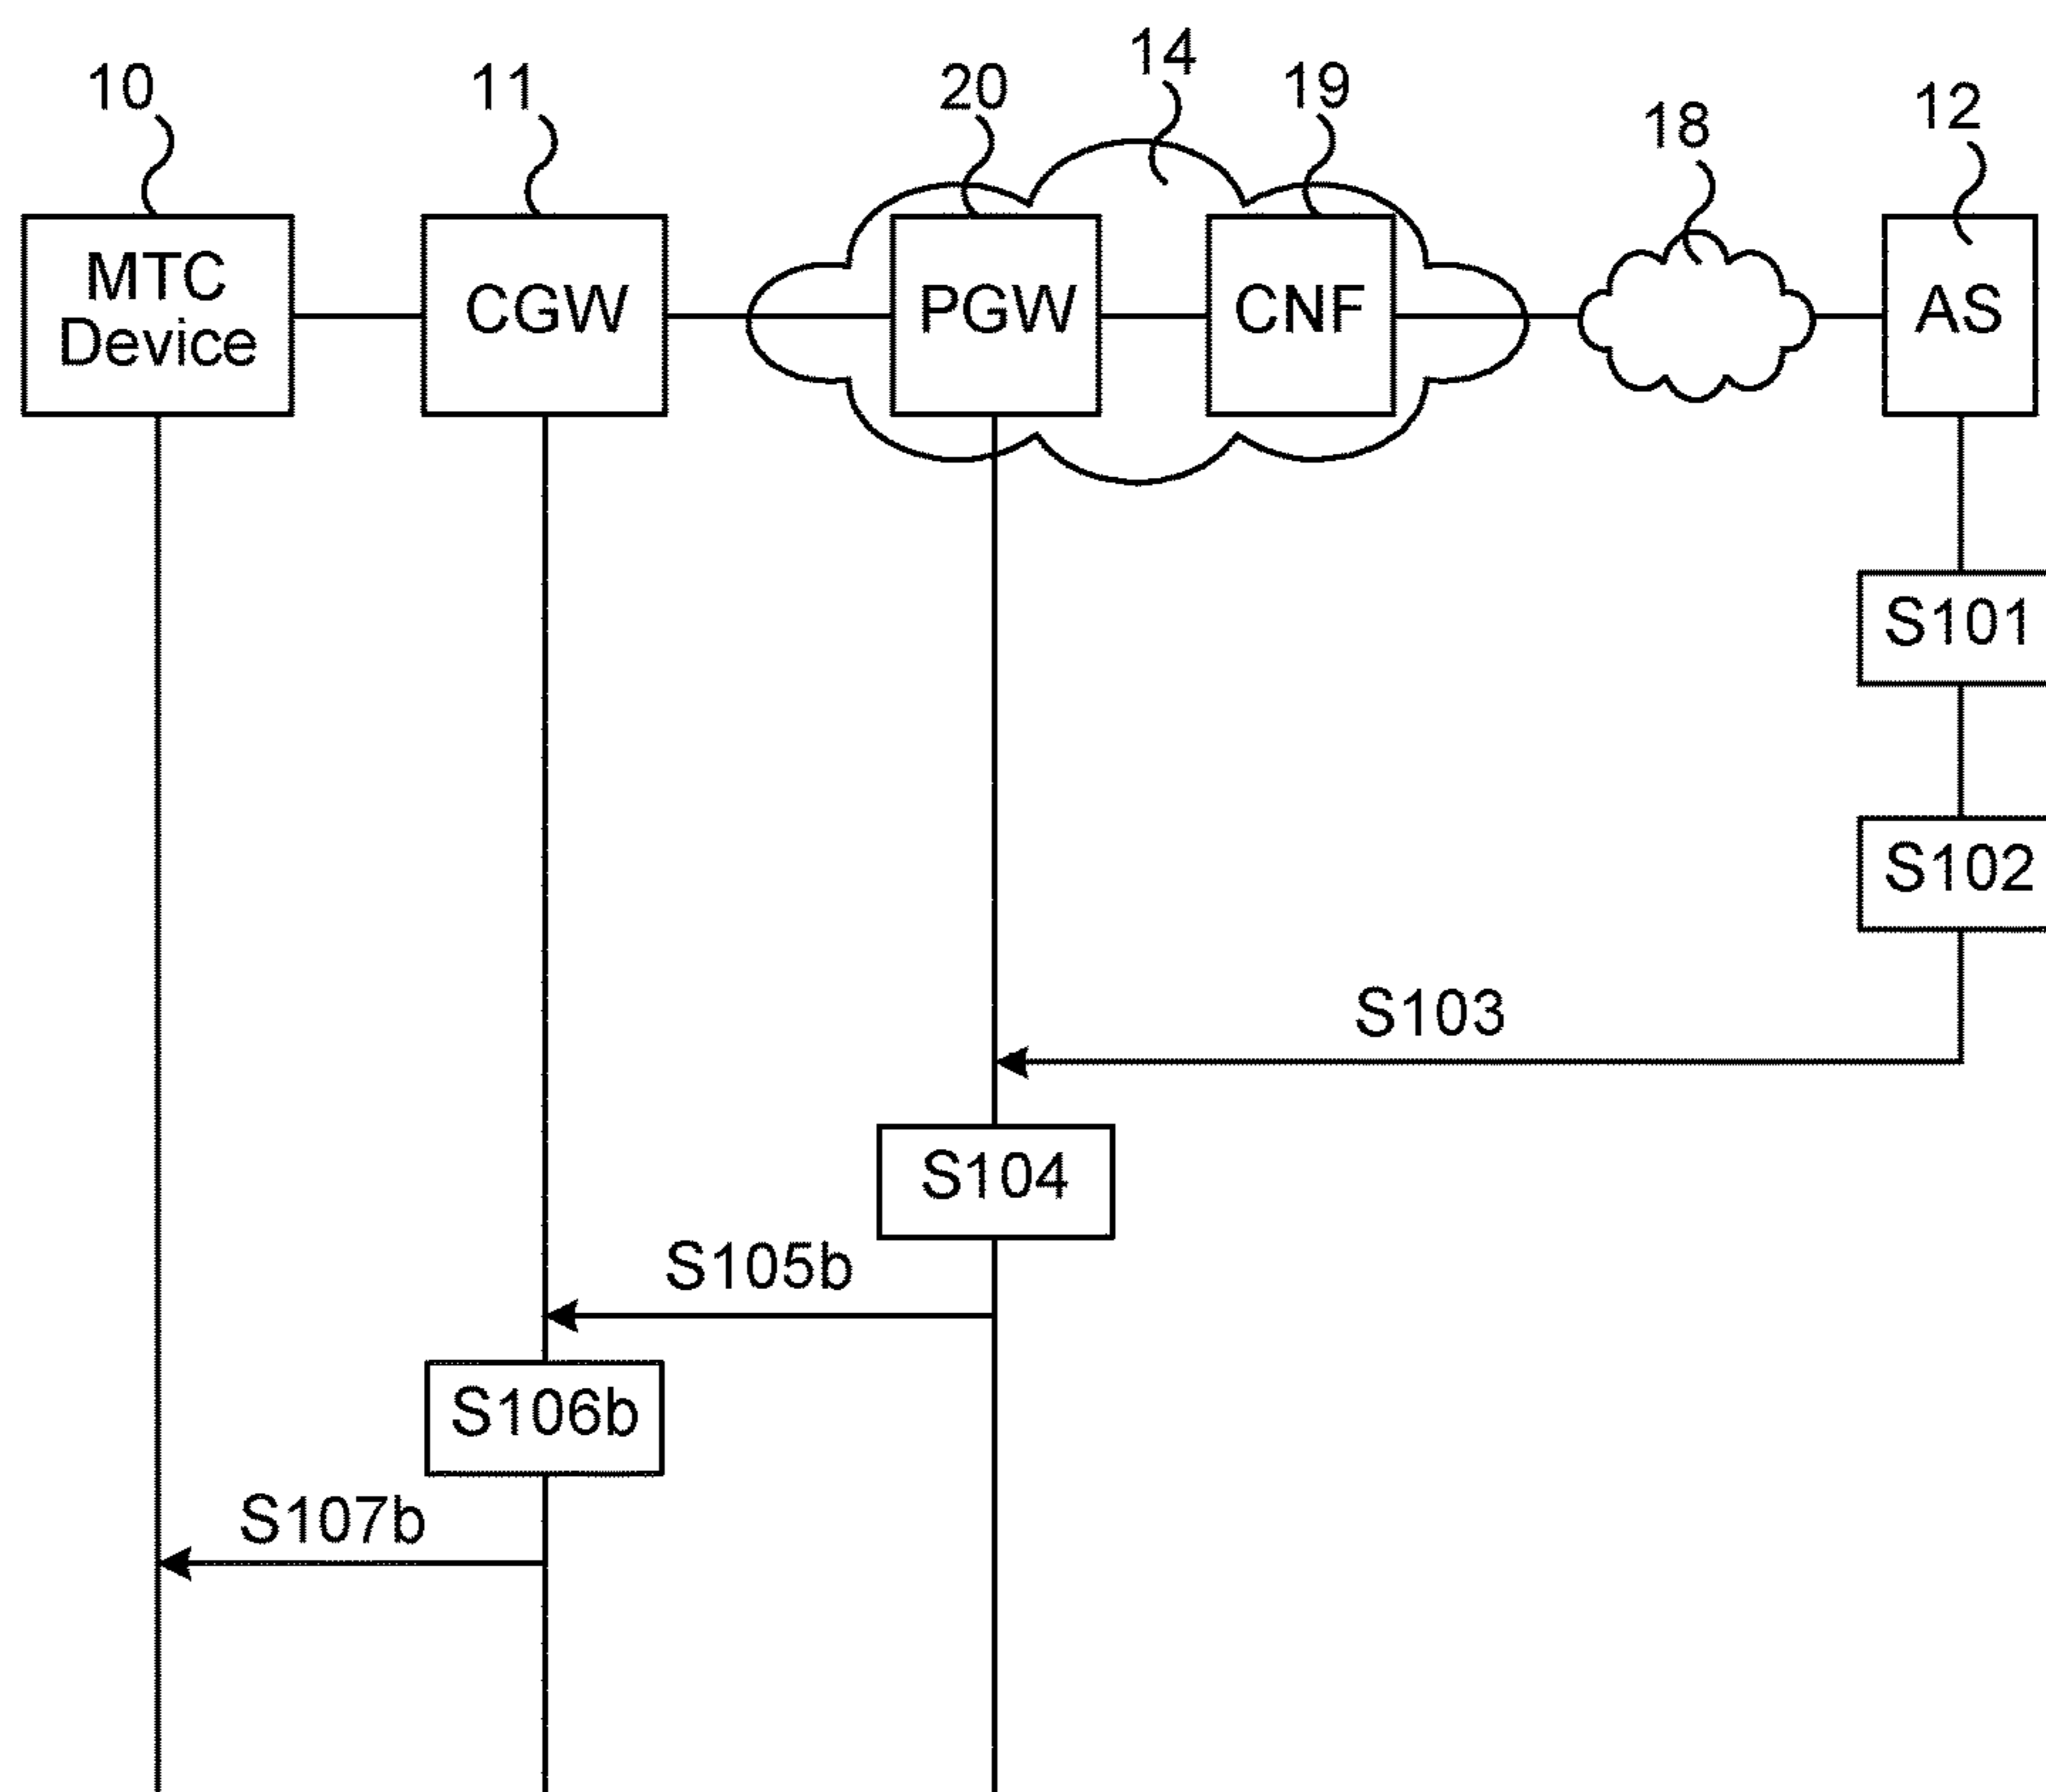 14
10
11
20
19
18
12
MTC
Device
CGW
PGW
CNF
AS
S101
S102
S103
S104
S105b
S106b
S107b